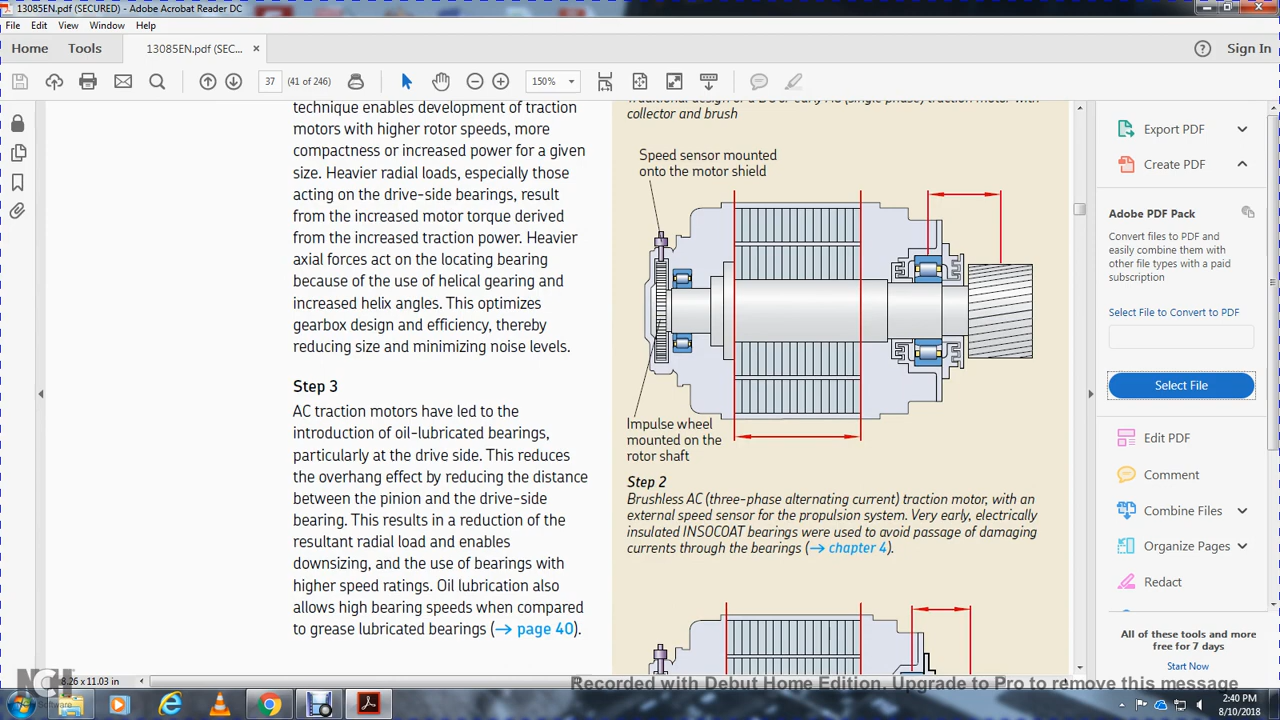 13085EN.pdf (SECURED) - Adobe Acrobat Reader DC
File Edit View Window Help
Home Tools 13085EN.pdf (SEC... × ? Sign In
37 (41 of 246) 150%
technique enables development of traction
motors with higher rotor speeds, more
compactness or increased power for a given
size. Heavier radial loads, especially those
acting on the drive-side bearings, result
from the increased motor torque derived
from the increased traction power. Heavier
axial forces act on the locating bearing
because of the use of helical gearing and
increased helix angles. This optimizes
gearbox design and efficiency, thereby
reducing size and minimizing noise levels.
Step 3
AC traction motors have led to the
introduction of oil-lubricated bearings,
particularly at the drive side. This reduces
the overhang effect by reducing the distance
between the pinion and the drive-side
bearing. This results in a reduction of the
resultant radial load and enables
downsizing, and the use of bearings with
higher speed ratings. Oil lubrication also
allows high bearing speeds when compared
to grease lubricated bearings (→ page 40).
Traditional design of a DC or early AC (single phase) traction motor with
collector and brush
Speed sensor mounted
onto the motor shield
Impulse wheel
mounted on the
rotor shaft
Step 2
Brushless AC (three-phase alternating current) traction motor, with an
external speed sensor for the propulsion system. Very early, electrically
insulated INSOCOAT bearings were used to avoid passage of damaging
currents through the bearings (→ chapter 4).
Export PDF
Create PDF
Adobe PDF Pack
Convert files to PDF and
easily combine them with
other file types with a paid
subscription
Select File to Convert to PDF
Select File
Edit PDF
Comment
Combine Files
Organize Pages
Redact
All of these tools and more
free for 7 days
Start Now
8.26 x 11.03 in
NCH
Software
Recorded with Debut Home Edition. Upgrade to Pro to remove this message
2:40 PM
8/10/2018